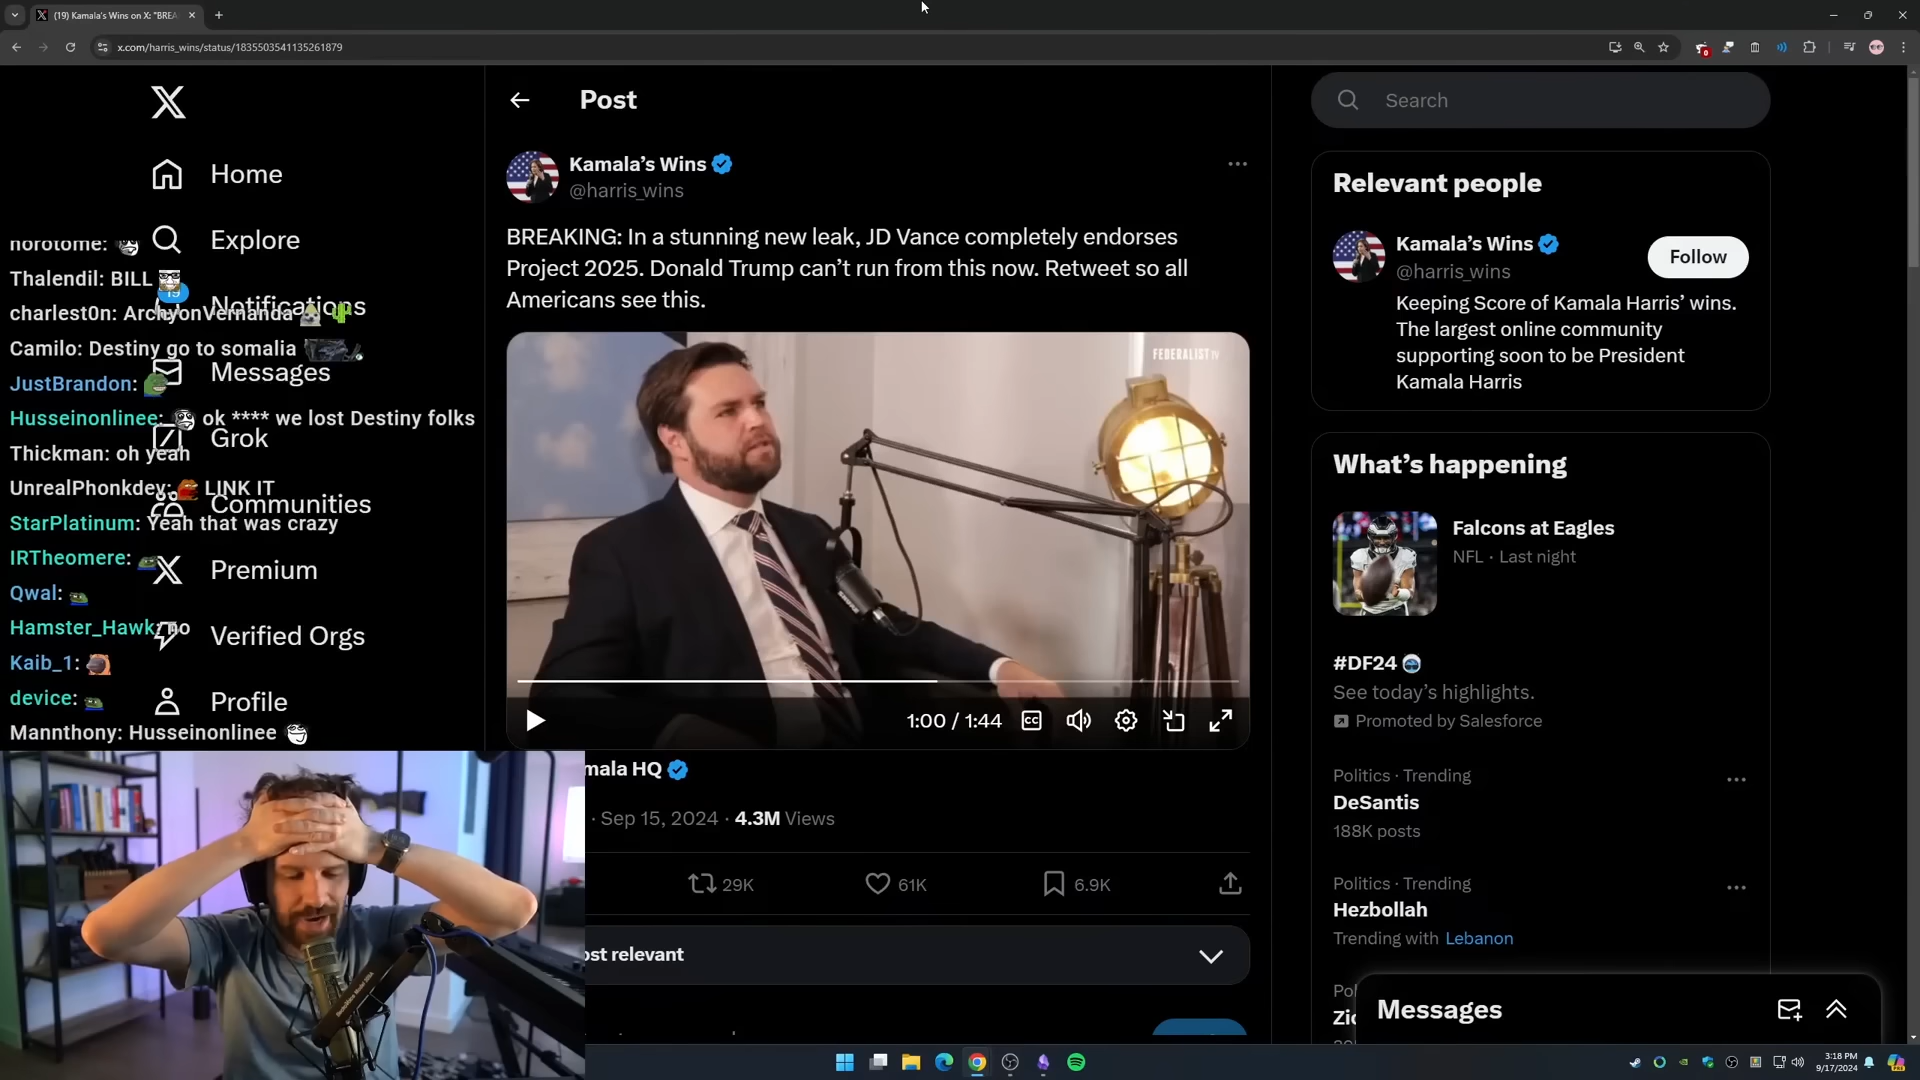 (19) Kamala's Wins on X: "BREA
x.com/harris_wins/status/1835503541135261879
0
Home
Explore
19
Notifications
Messages
Grok
Communities
Premium
Verified Orgs
Profile
norotome:
Thalendil: BILL
charlest0n: ArchyonVernanda
Camilo: Destiny go to somalia
JustBrandon:
Husseinonlinee: ok **** we lost Destiny folks
Thickman: oh yeah
UnrealPhonkdev: LINK IT
StarPlatinum: Yeah that was crazy
IRTheomere:
Qwal:
Hamster_Hawk: no
Kaib_1:
device:
Mannthony: Husseinonlinee
Post
Kamala's Wins
@harris_wins
BREAKING: In a stunning new leak, JD Vance completely endorses
Project 2025. Donald Trump can't run from this now. Retweet so all
Americans see this.
FEDERALIST TV
1:00 / 1:44
CC
mala HQ
· Sep 15, 2024 · 4.3M Views
29K
61K
6.9K
ost relevant
Search
Relevant people
Kamala's Wins
@harris_wins
Follow
Keeping Score of Kamala Harris' wins.
The largest online community
supporting soon to be President
Kamala Harris
What's happening
Falcons at Eagles
NFL · Last night
#DF24
See today's highlights.
Promoted by Salesforce
Politics · Trending
DeSantis
188K posts
Politics · Trending
Hezbollah
Trending with Lebanon
Messages
3:18 PM
9/17/2024